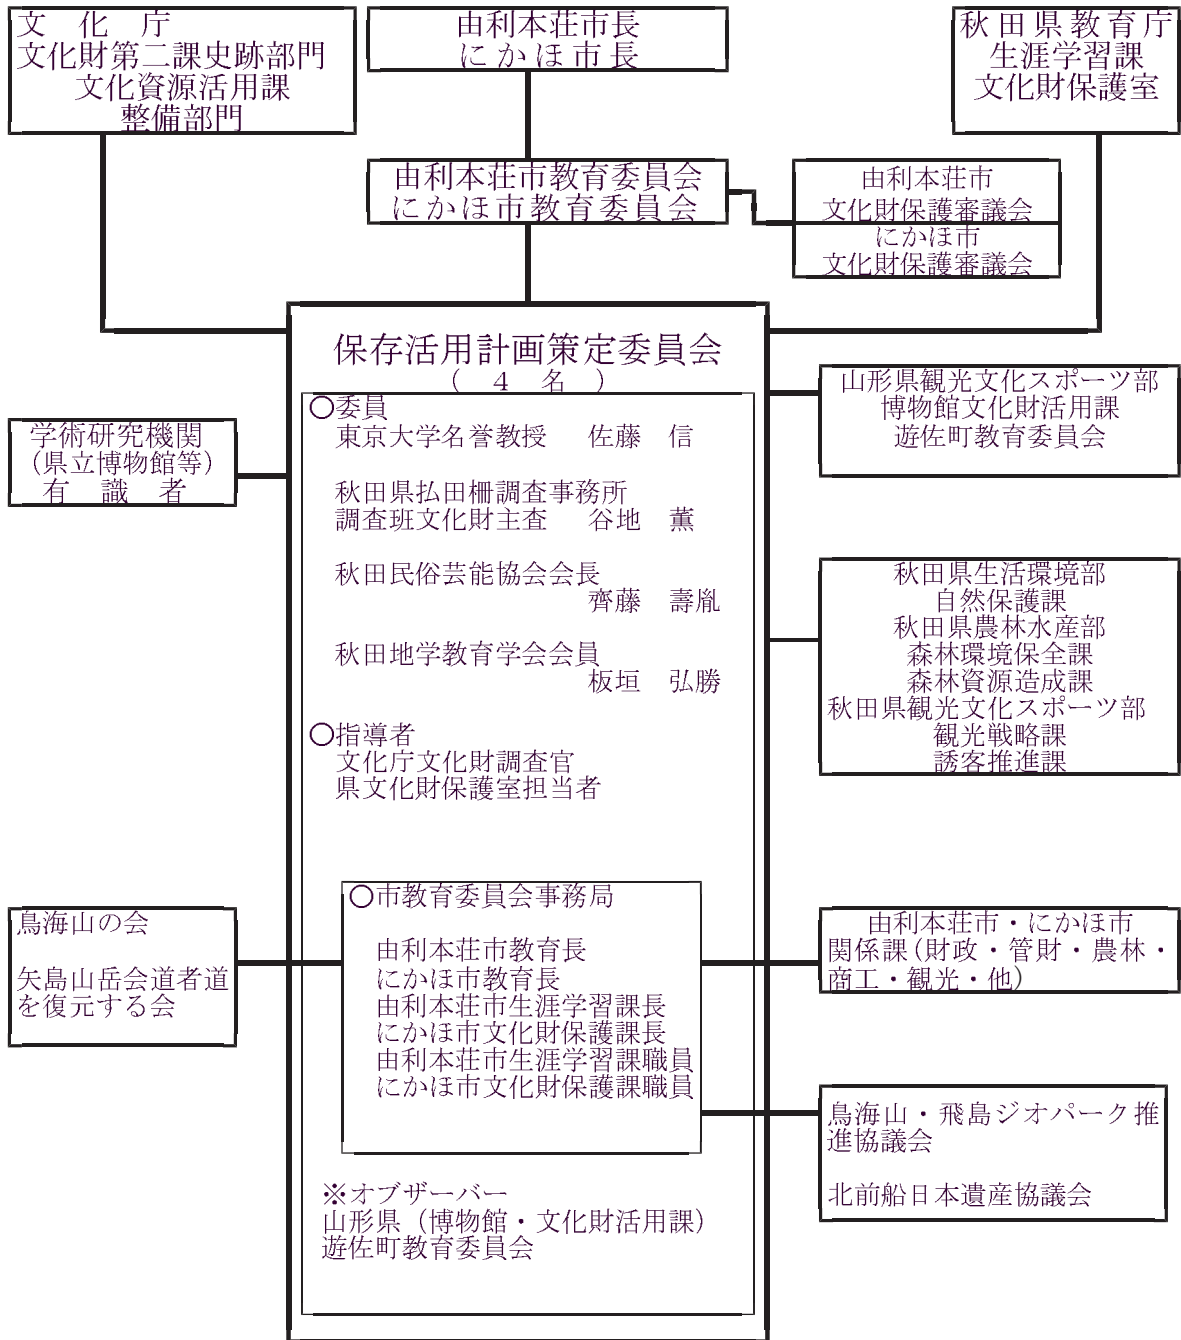 文　化　庁
文化財第二課史跡部門
文化資源活用課
整備部門
由利本荘市長
にかほ市長
秋田県教育庁
生涯学習課
文化財保護室
由利本荘市教育委員会
にかほ市教育委員会
由利本荘市
文化財保護審議会
にかほ市
文化財保護審議会
保存活用計画策定委員会
（　４　名　）
○委員
東京大学名誉教授　佐藤　信
秋田県払田柵調査事務所
調査班文化財主査　谷地　薫
秋田民俗芸能協会会長
齊藤　壽胤
秋田地学教育学会会員
板垣　弘勝
○指導者
文化庁文化財調査官
県文化財保護室担当者
○市教育委員会事務局
由利本荘市教育長
にかほ市教育長
由利本荘市生涯学習課長
にかほ市文化財保護課長
由利本荘市生涯学習課職員
にかほ市文化財保護課職員
※オブザーバー
山形県（博物館・文化財活用課）
遊佐町教育委員会
学術研究機関
（県立博物館等）
有　識　者
鳥海山の会
矢島山岳会道者道
を復元する会
山形県観光文化スポーツ部
博物館文化財活用課
遊佐町教育委員会
秋田県生活環境部
自然保護課
秋田県農林水産部
森林環境保全課
森林資源造成課
秋田県観光文化スポーツ部
観光戦略課
誘客推進課
由利本荘市・にかほ市
関係課（財政・管財・農林・
商工・観光・他）
鳥海山・飛島ジオパーク推
進協議会
北前船日本遺産協議会